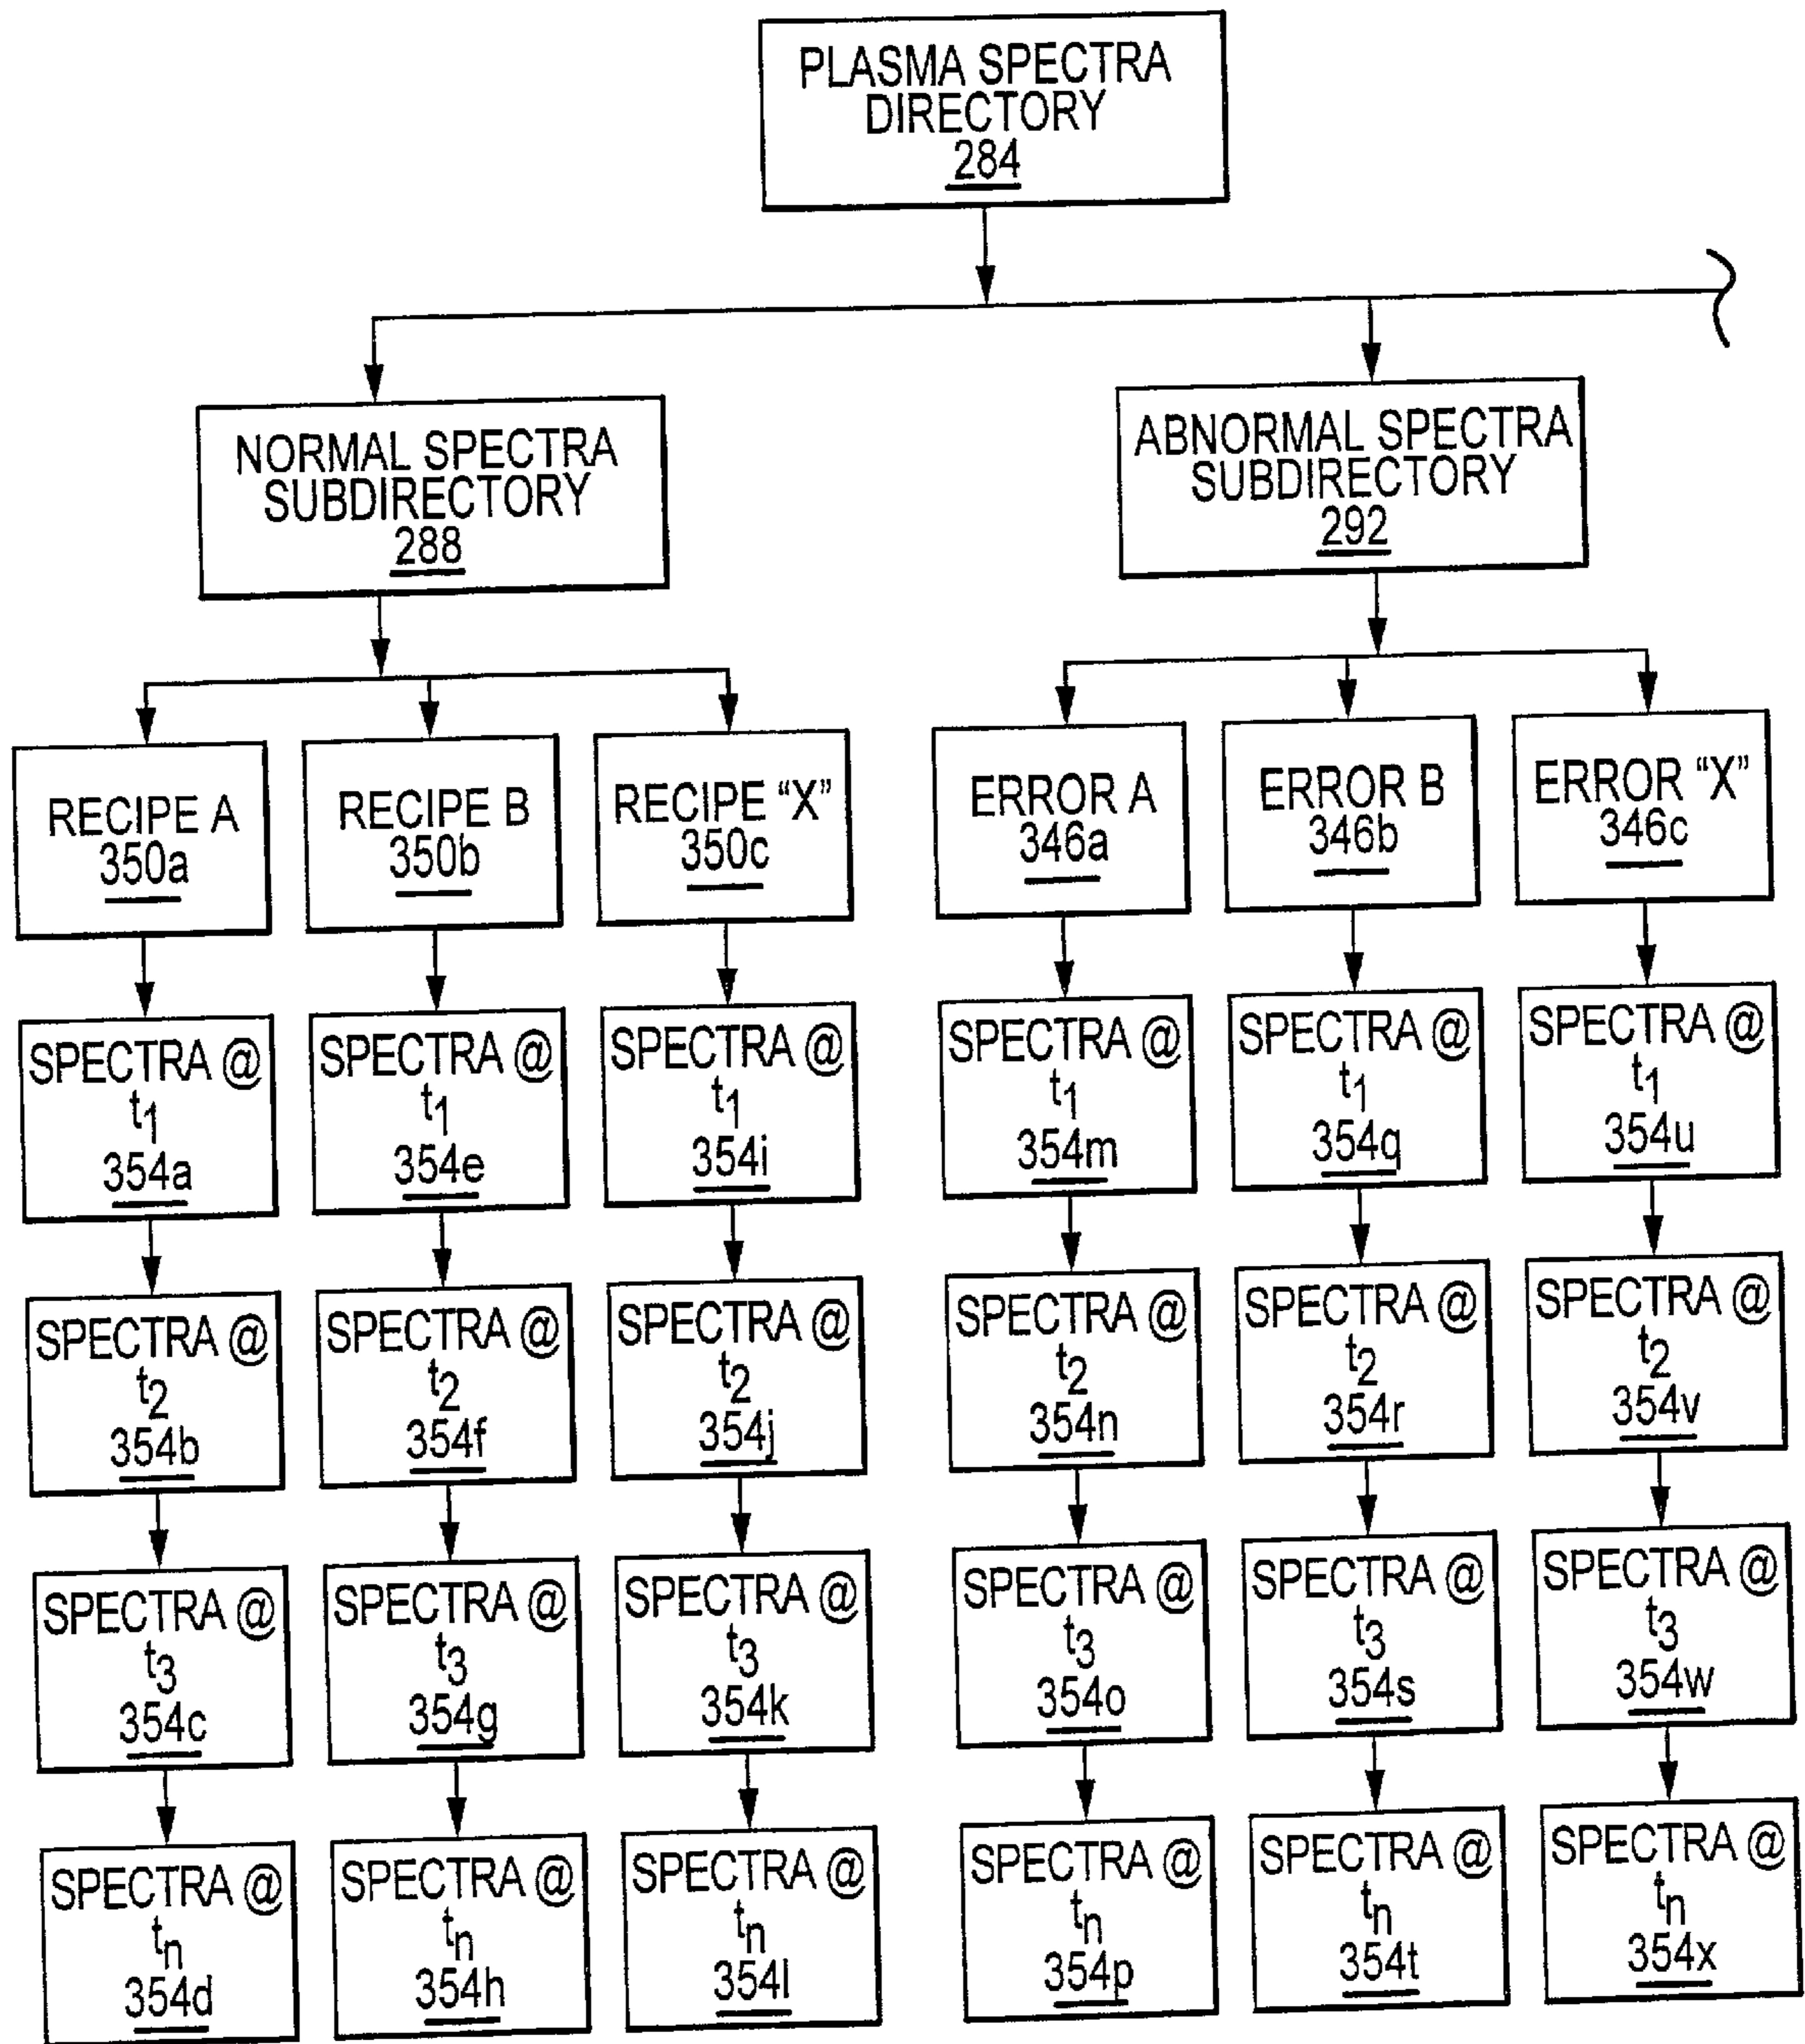 PLASMA SPECTRA
DIRECTORY
284
NORMAL SPECTRA
SUBDIRECTORY
288
ABNORMAL SPECTRA
SUBDIRECTORY
292
RECIPE A
350a
RECIPE B
350b
RECIPE “X”
350c
ERROR A
346a
ERROR B
346b
ERROR “X”
346c
SPECTRA @
t1
354a
SPECTRA @
t1
354e
SPECTRA @
t1
354i
SPECTRA @
t1
354m
SPECTRA @
t1
354q
SPECTRA @
t1
354u
SPECTRA @
t2
354b
SPECTRA @
t2
354f
SPECTRA @
t2
354j
SPECTRA @
t2
354n
SPECTRA @
t2
354r
SPECTRA @
t2
354v
SPECTRA @
t3
354c
SPECTRA @
t3
354g
SPECTRA @
t3
354k
SPECTRA @
t3
354o
SPECTRA @
t3
354s
SPECTRA @
t3
354w
SPECTRA @
tn
354d
SPECTRA @
tn
354h
SPECTRA @
tn
354l
SPECTRA @
tn
354p
SPECTRA @
tn
354t
SPECTRA @
tn
354x